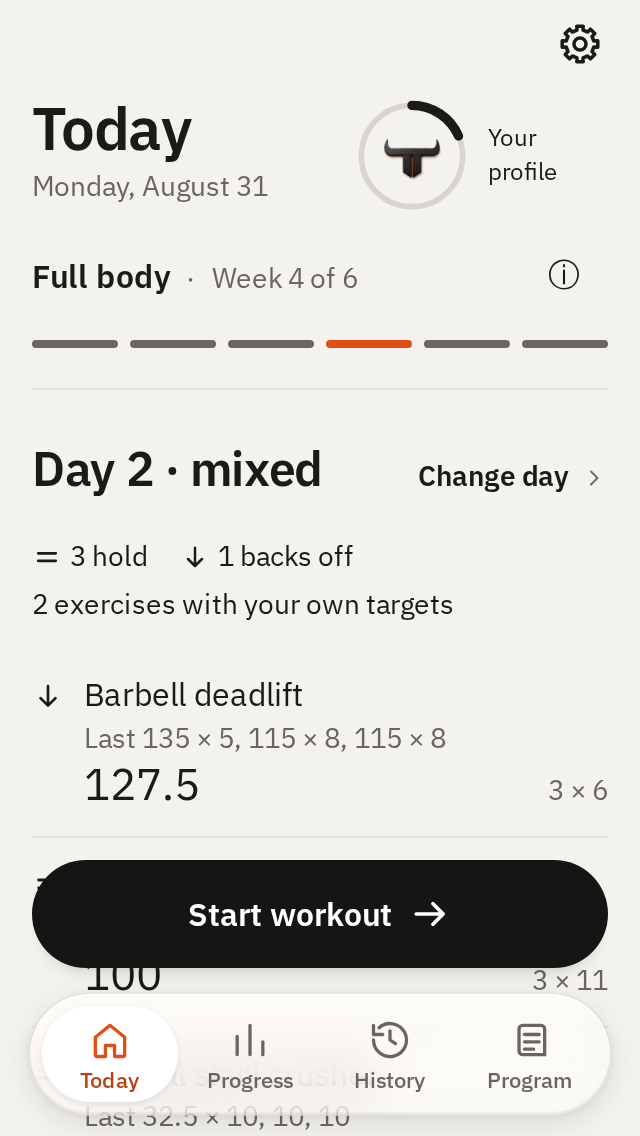 Today
Monday, August 31
Your
profile
Full body · Week 4 of 6
Day 2 · mixed
Change day
3 hold
1 backs off
2 exercises with your own targets
Barbell deadlift
Last 135 × 5, 115 × 8, 115 × 8
127.5
3 × 6
Start workout
100
3 × 11
skull crusher
Today
Progress
History
Program
Last 32.5 × 10, 10, 10